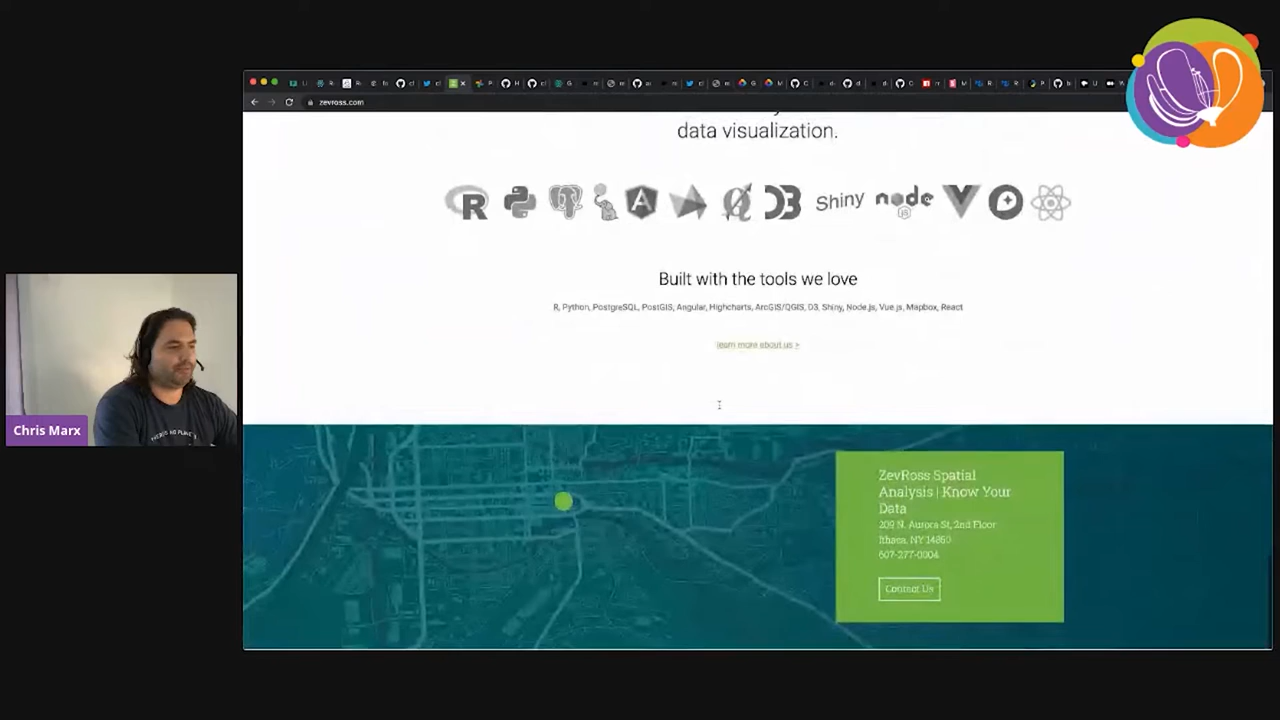 zevross.com
data visualization.
R
A
D3
Shiny
node
JS
Built with the tools we love
R, Python, PostgreSQL, PostGIS, Angular, Highcharts, ArcGIS/QGIS, D3, Shiny, Node.js, Vue.js, Mapbox, React
learn more about us >
Chris Marx
ZevRoss Spatial
Analysis | Know Your
Data
209 N. Aurora St, 2nd Floor
Ithaca, NY 14850
607-277-0004
Contact Us